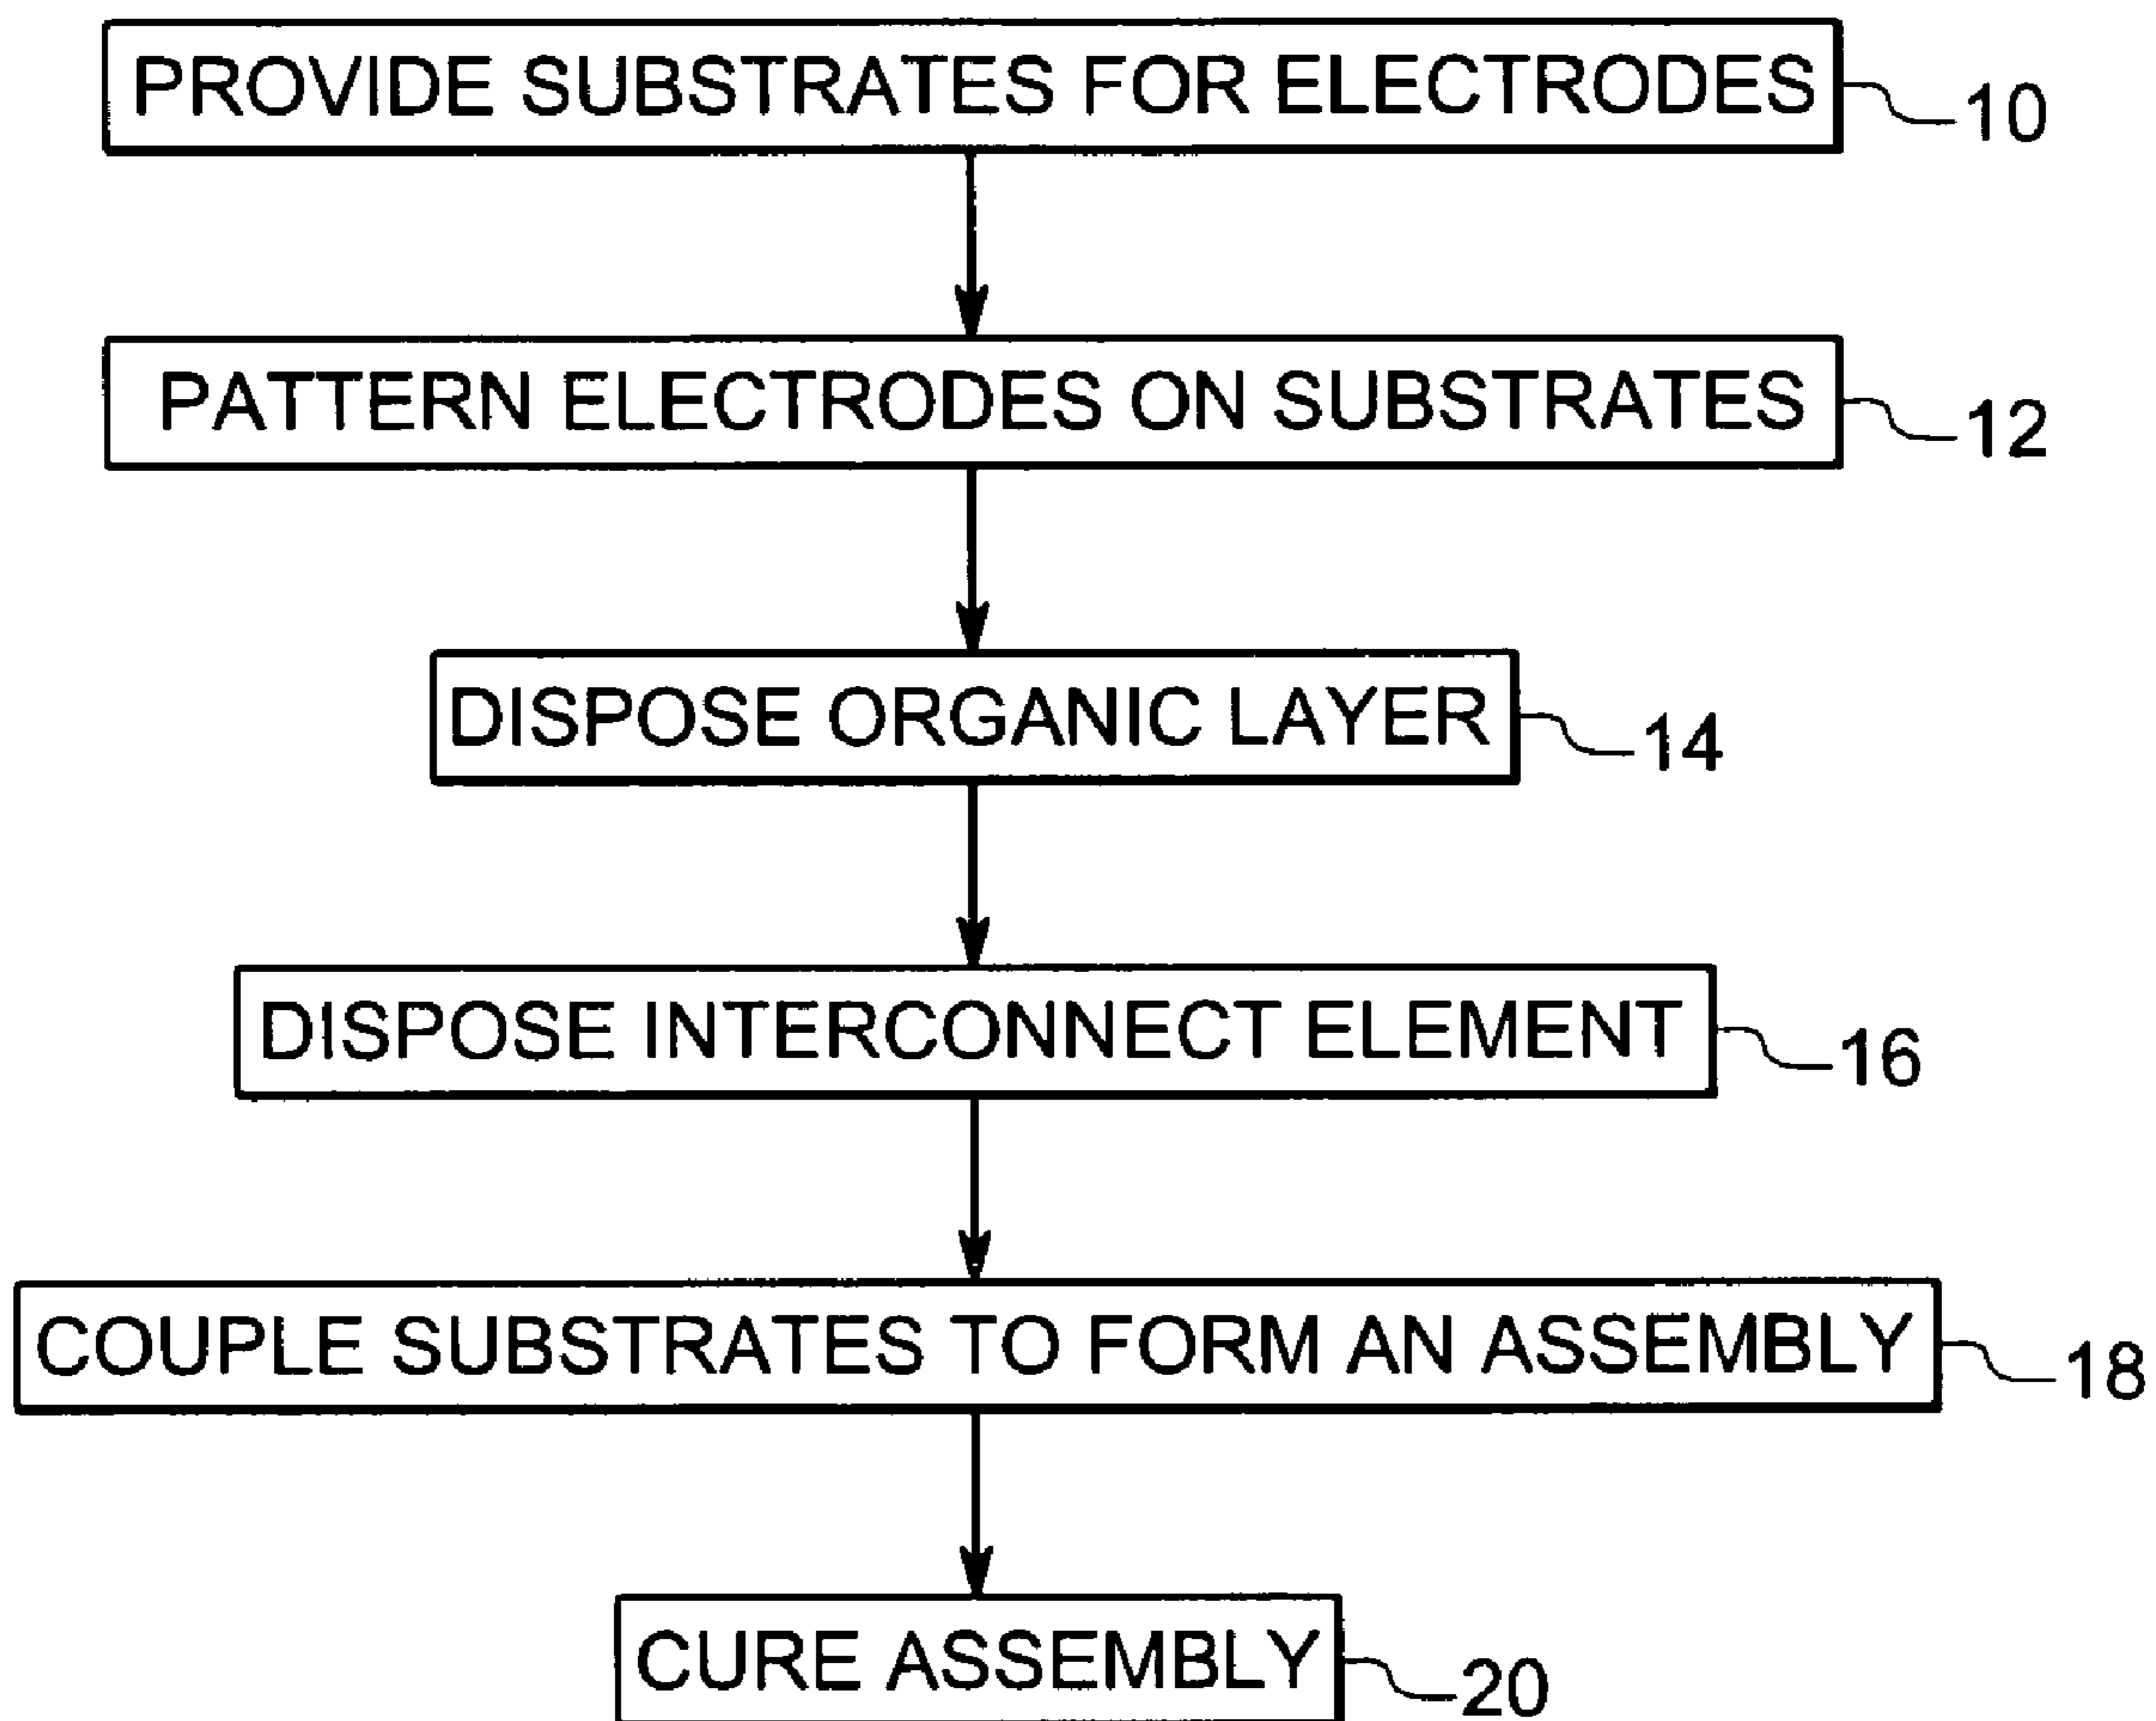 PROVIDE SUBSTRATES FOR ELECTRODES
10
PATTERN ELECTRODES ON SUBSTRATES
12
DISPOSE ORGANIC LAYER
14
DISPOSE INTERCONNECT ELEMENT
16
COUPLE SUBSTRATES TO FORM AN ASSEMBLY
18
CURE ASSEMBLY
20